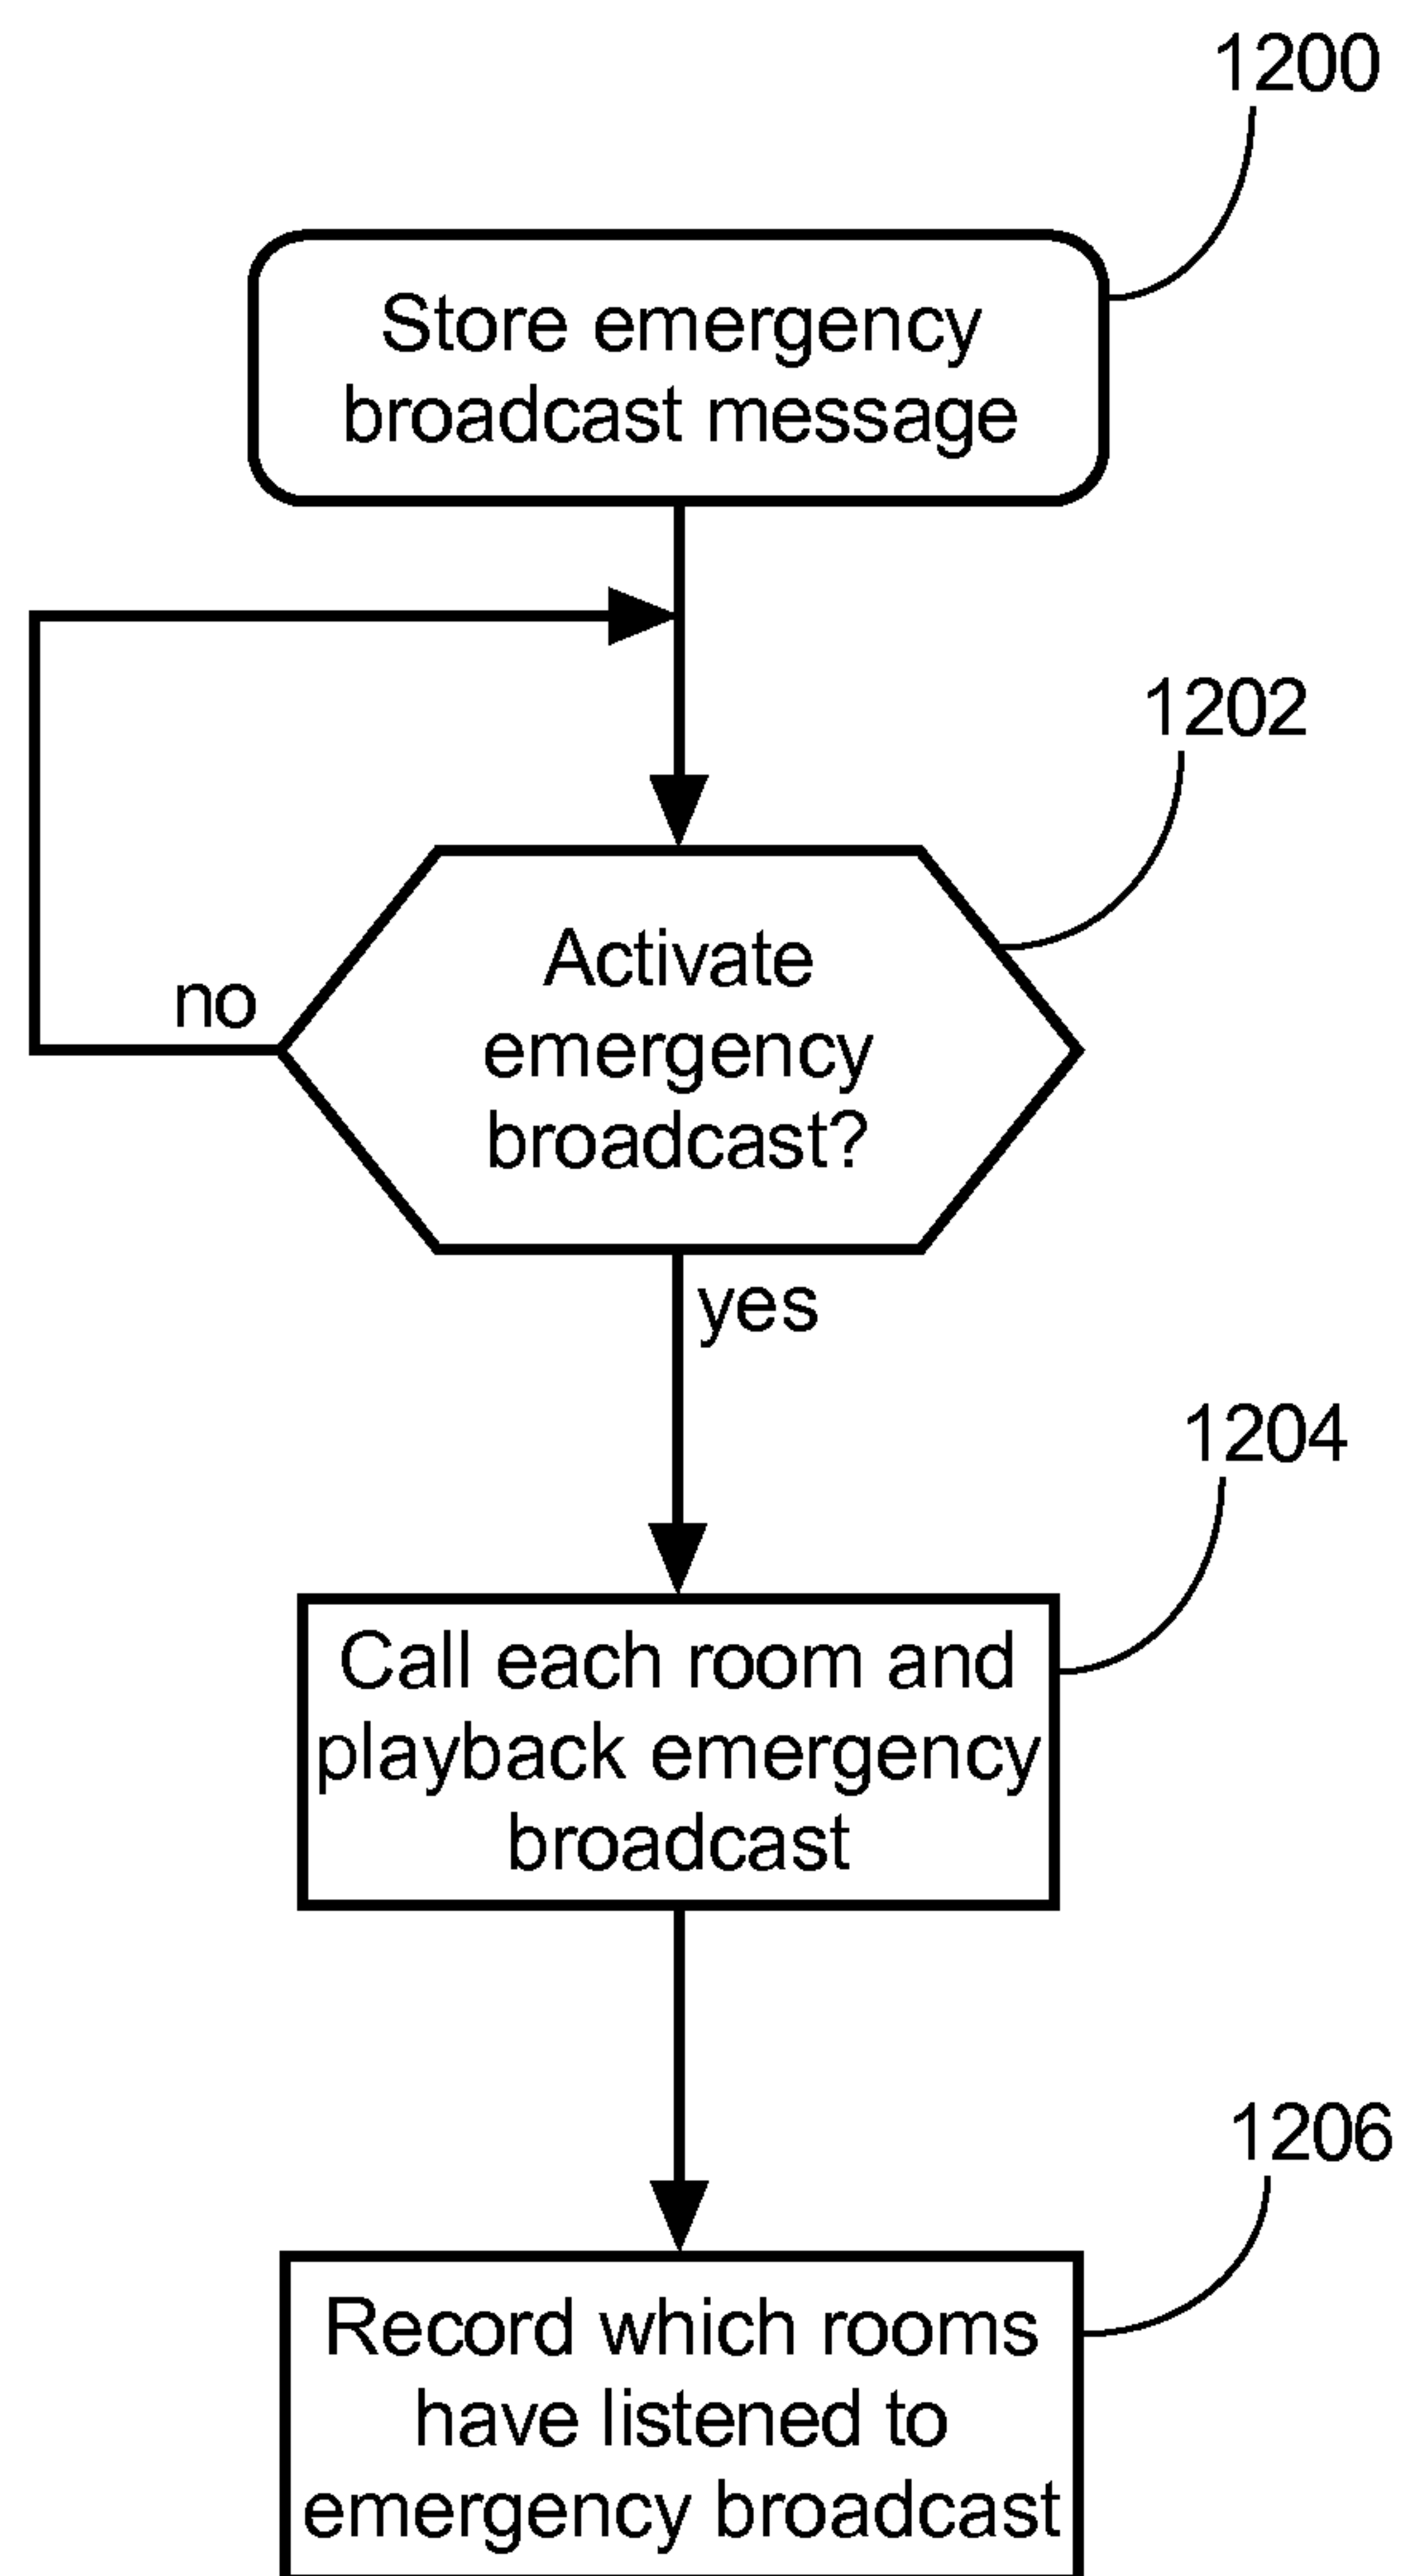 1200
Store emergency
broadcast message
1202
Activate
emergency
broadcast?
no
yes
1204
Call each room and
playback emergency
broadcast
1206
Record which rooms
have listened to
emergency broadcast